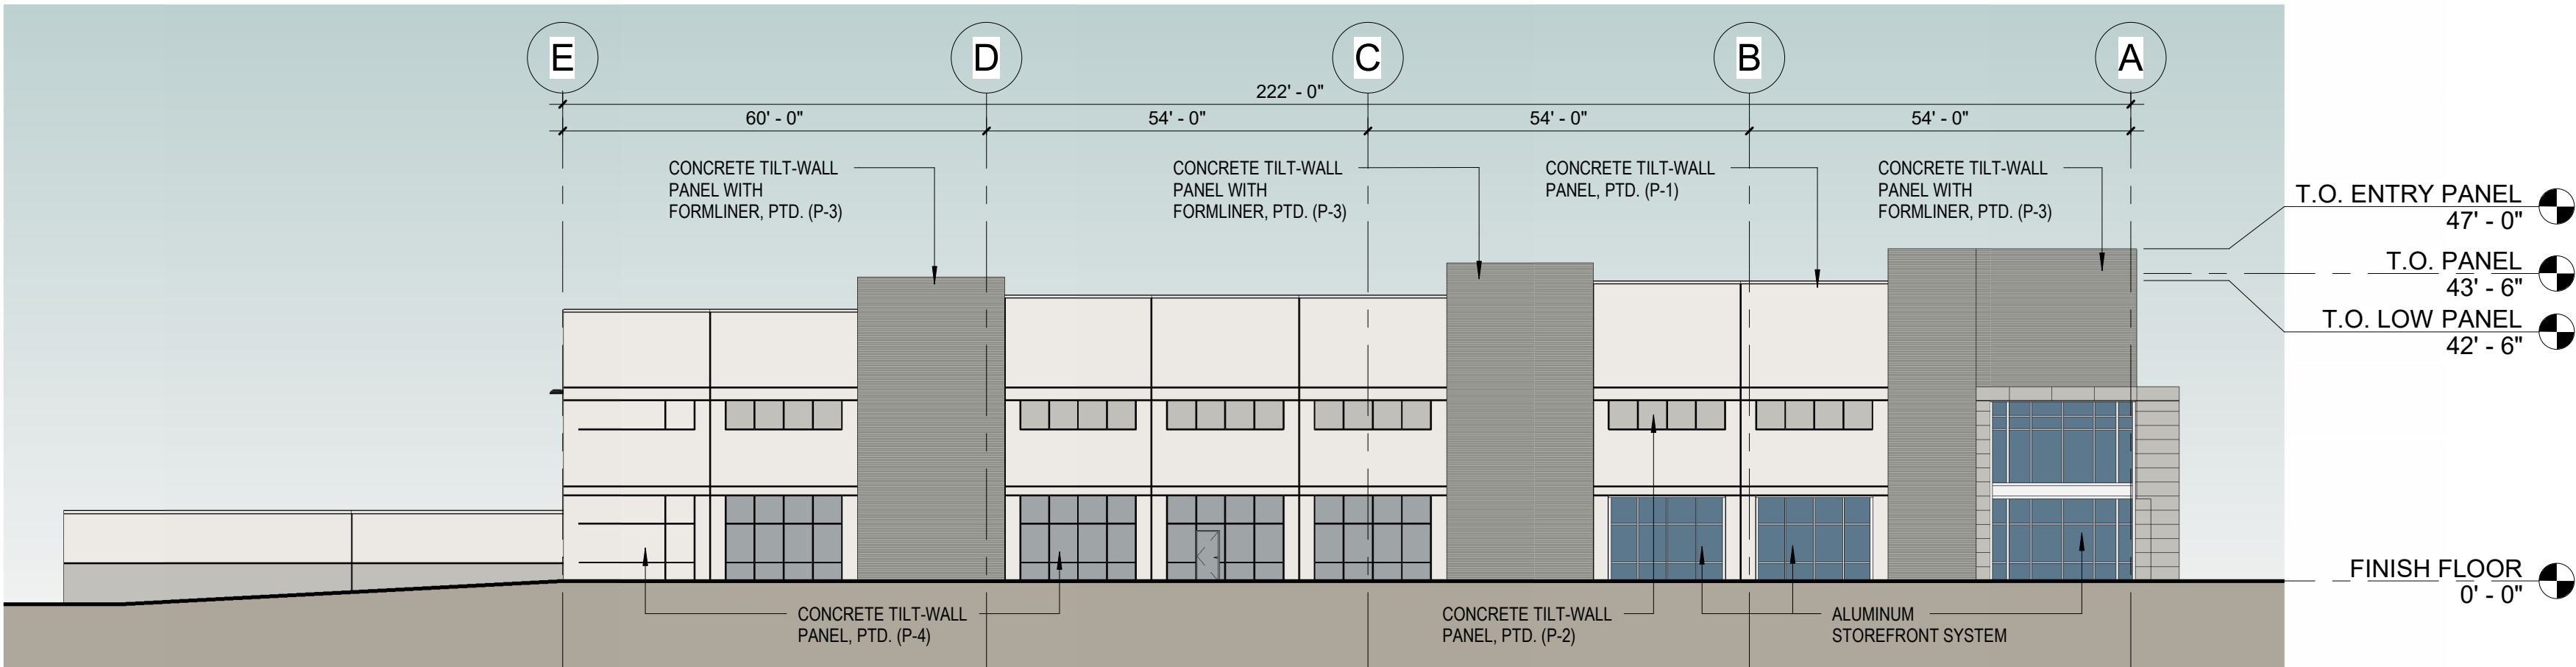 E
D
C
B
A
222' - 0"
60' - 0"
54' - 0"
54' - 0"
54' - 0"
CONCRETE TILT-WALL
PANEL WITH
FORMLINER, PTD. (P-3)
CONCRETE TILT-WALL
PANEL WITH
FORMLINER, PTD. (P-3)
CONCRETE TILT-WALL
PANEL, PTD. (P-1)
CONCRETE TILT-WALL
PANEL WITH
FORMLINER, PTD. (P-3)
T.O. ENTRY PANEL
47' - 0"
T.O. PANEL
43' - 6"
T.O. LOW PANEL
42' - 6"
FINISH FLOOR
0' - 0"
CONCRETE TILT-WALL
PANEL, PTD. (P-4)
CONCRETE TILT-WALL
PANEL, PTD. (P-2)
ALUMINUM
STOREFRONT SYSTEM